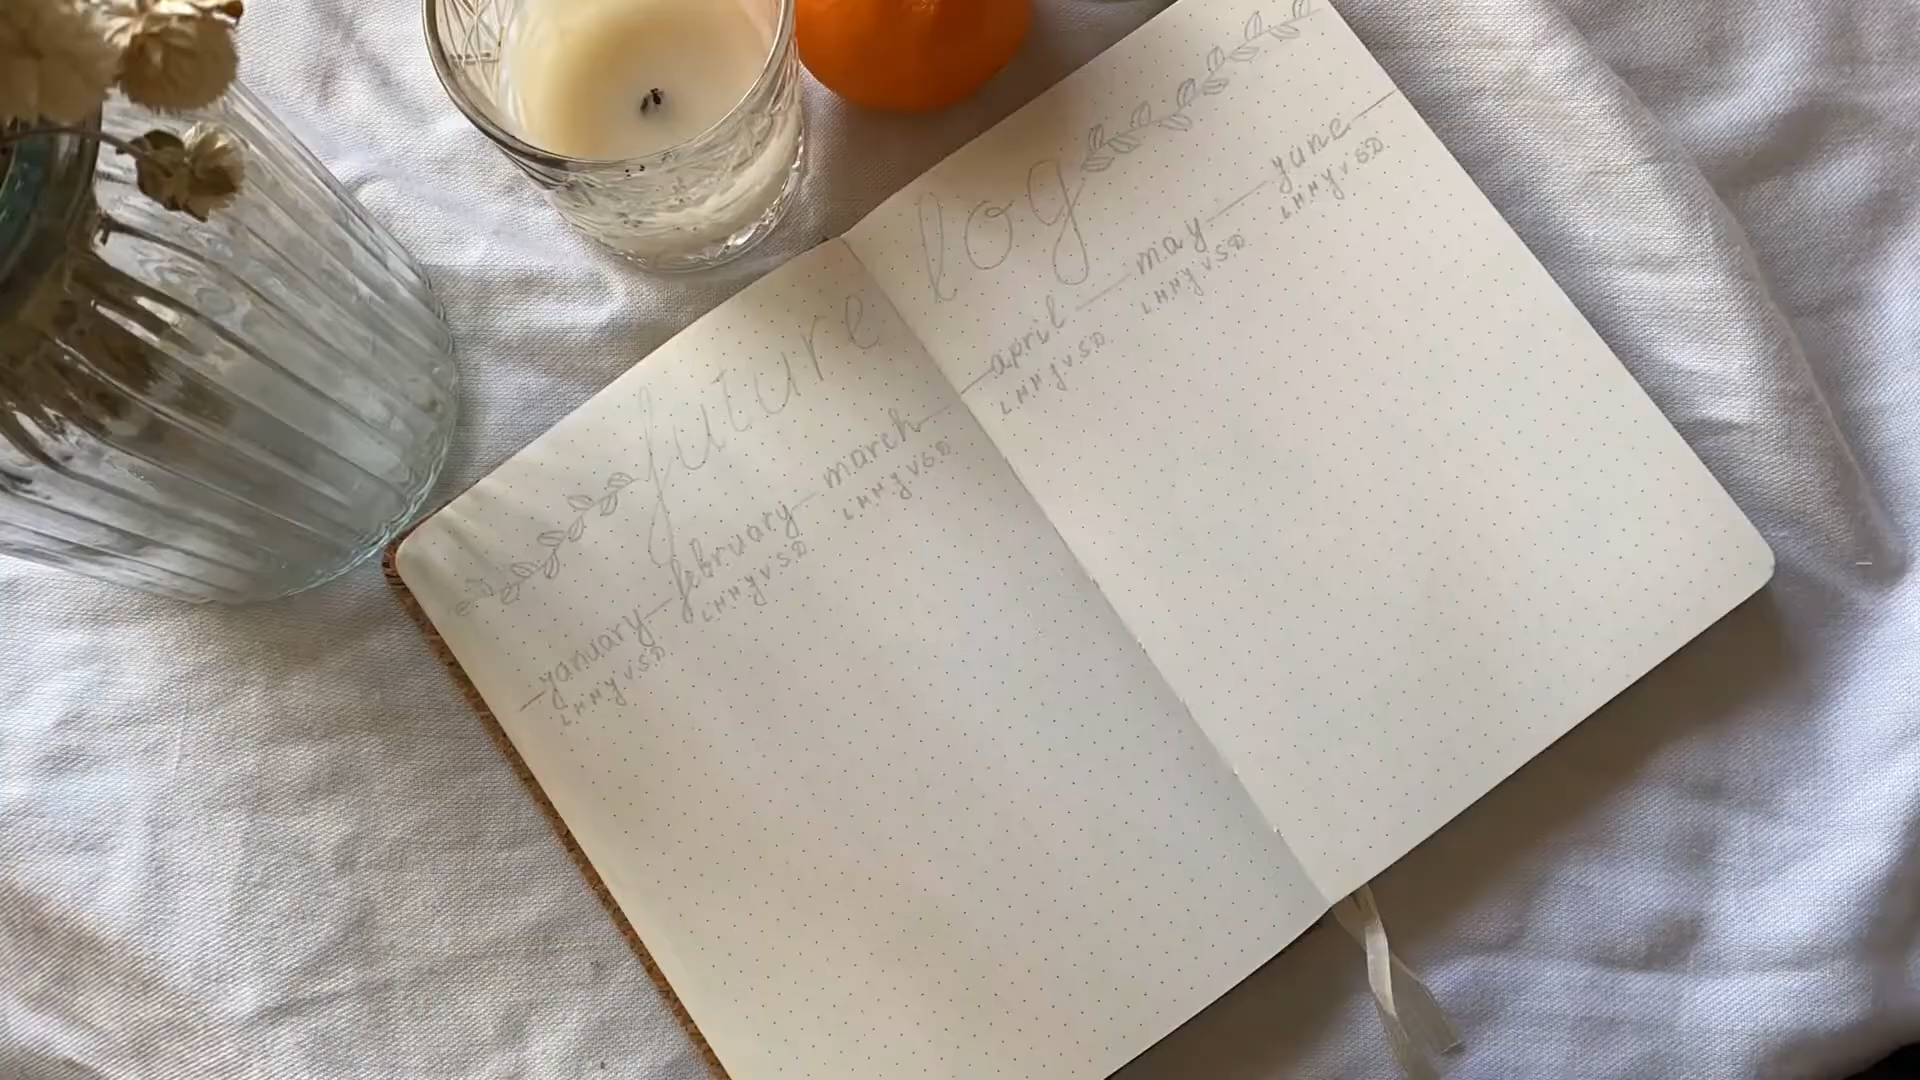 future log
january february march april may june
L M M J V S D L M M J V S D L M M J V S D L M M J V S D L M M J V S D L M M J V S D